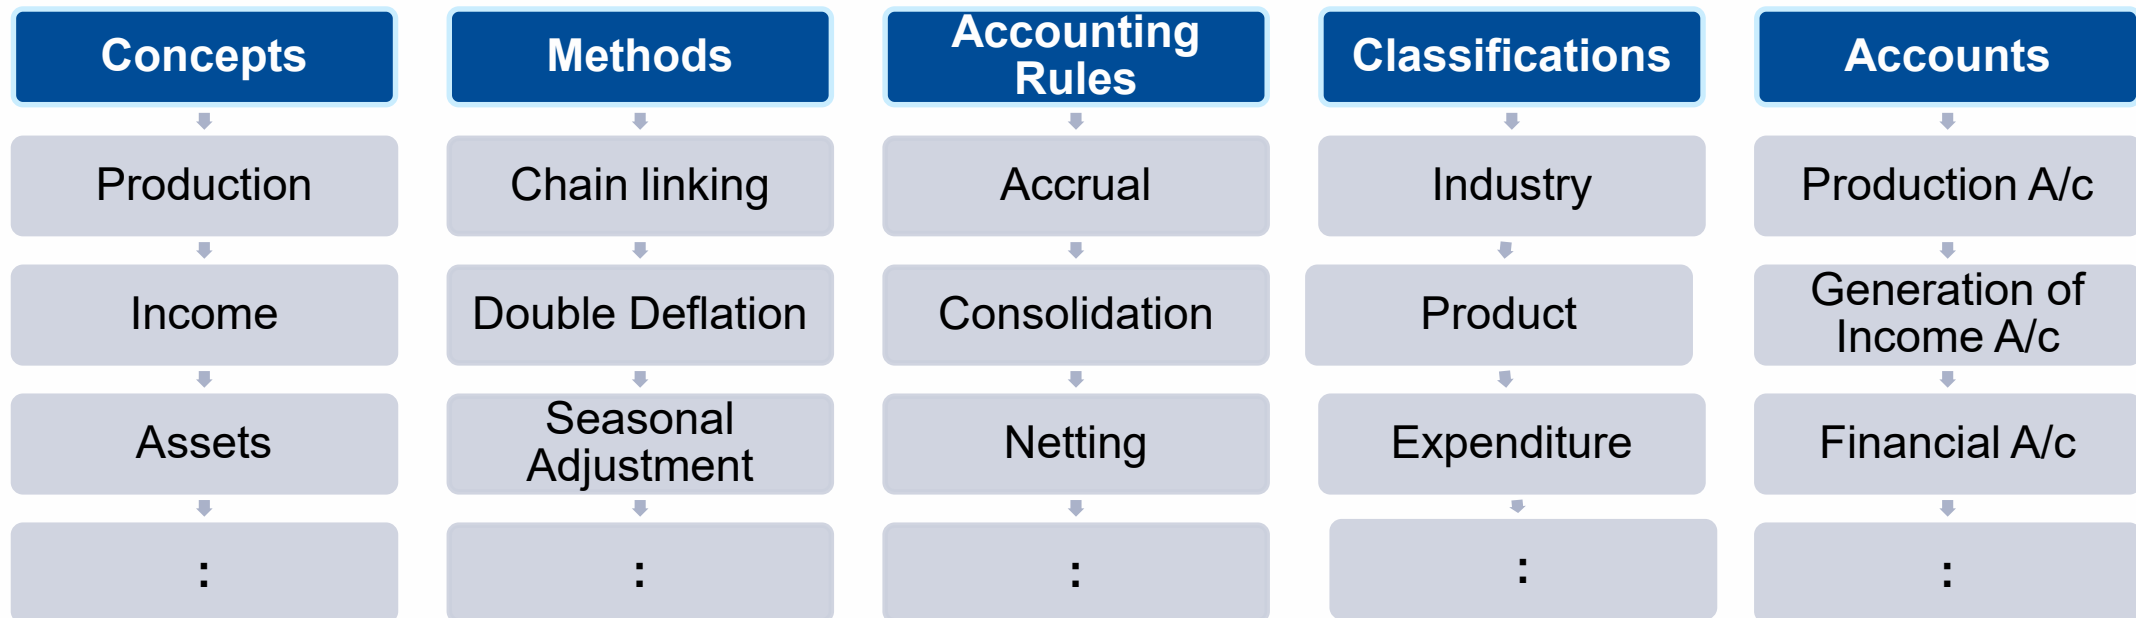 Concepts
Production
Income
Assets
:
Methods
Chain linking
Double Deflation
Seasonal
Adjustment
:
Accounting
Rules
Accrual
Consolidation
Netting
:
Classifications
Industry
Product
Expenditure
:
Accounts
Production A/c
Generation of
Income A/c
Financial A/c
: